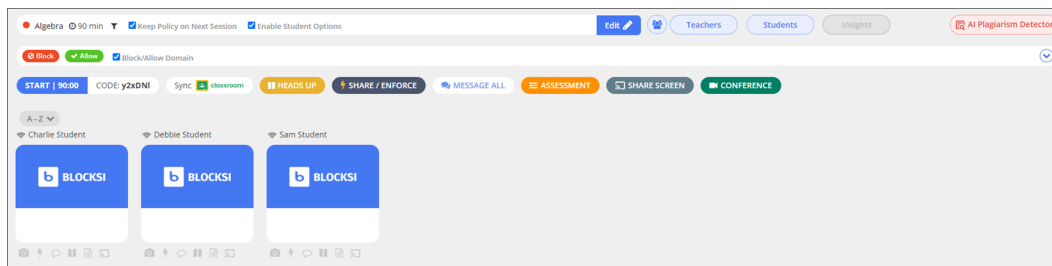 Algebra 90 min Keep Policy on Next Session Enable Student Options Edit Teachers Students Insights AI Plagiarism Detector
Block Allow Block/Allow Domain
START | 90:00 CODE: y2xDNl Sync classroom HEADS UP SHARE / ENFORCE MESSAGE ALL ASSESSMENT SHARE SCREEN CONFERENCE
A-Z
Charlie Student Debbie Student Sam Student
b BLOCKSI b BLOCKSI b BLOCKSI